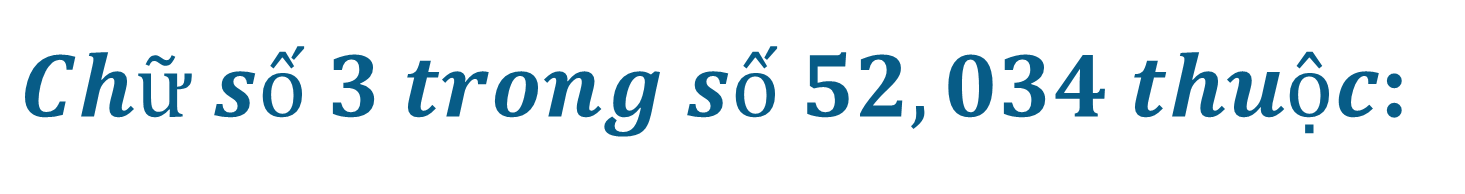 Chữ số 3 trong số 52,034 thuộc: